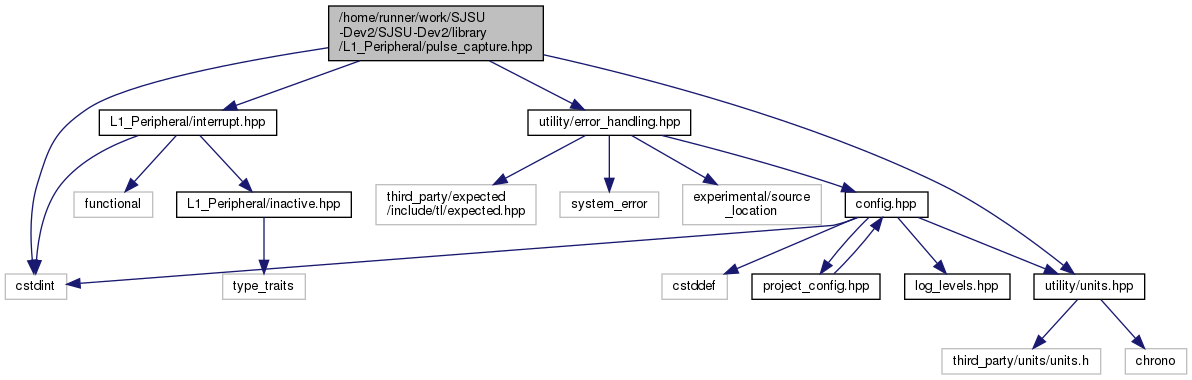 /home/runner/work/SJSU
-Dev2/SJSU-Dev2/library
/L1_Peripheral/pulse_capture.hpp
L1_Peripheral/interrupt.hpp
utility/error_handling.hpp
functional
L1_Peripheral/inactive.hpp
third_party/expected
/include/tl/expected.hpp
system_error
experimental/source
_location
config.hpp
cstdint
type_traits
cstddef
project_config.hpp
log_levels.hpp
utility/units.hpp
third_party/units/units.h
chrono